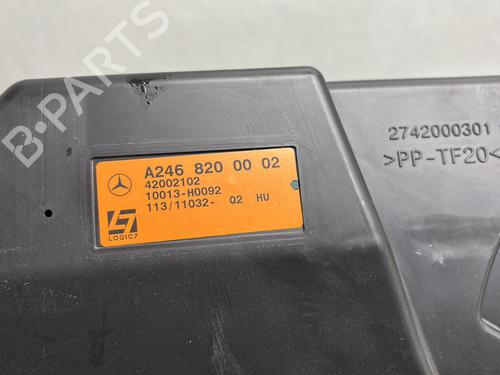 B-PARTS
A246 820 00 02
42002102
10013-H0092
113/11032- Q2 HU
LOGIC7
2742000301
>PP-TF20<